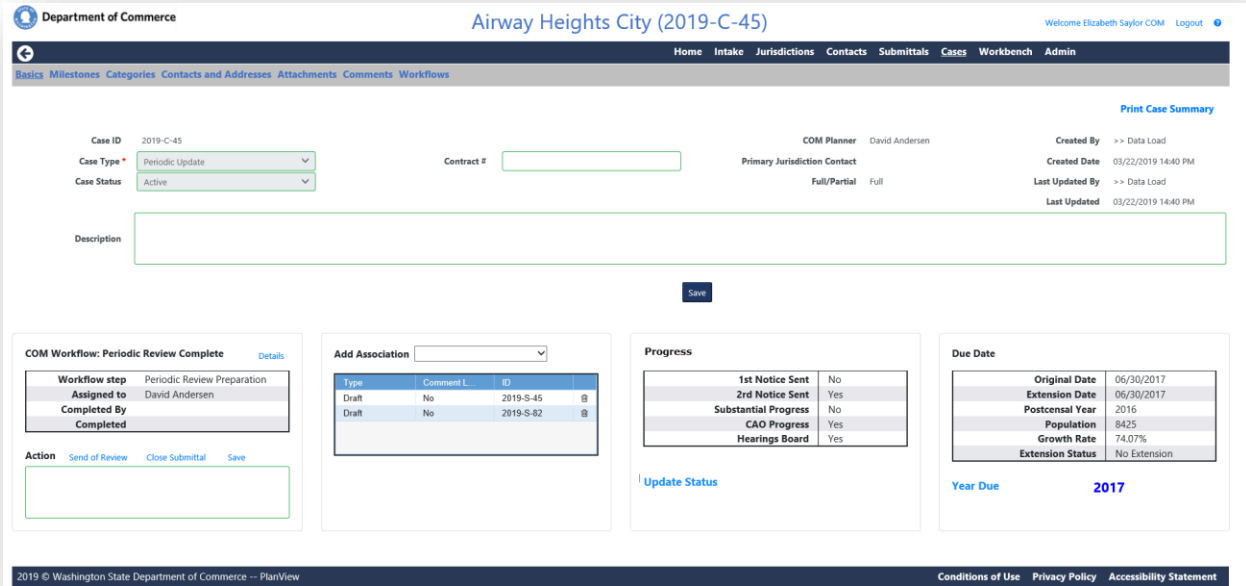 Department of Commerce
Airway Heights City (2019-C-45)
Welcome Elizabeth Saylor COM Logout ?
Home Intake Jurisdictions Contacts Submittals Cases Workbench Admin
Basics Milestones Categories Contacts and Addresses Attachments Comments Workflows
Print Case Summary
Case ID 2019-C-45 COM Planner David Andersen Created By >> Data Load
Case Type * Periodic Update Contract # Primary Jurisdiction Contact Created Date 03/22/2019 14:40 PM
Case Status Active Full/Partial Full Last Updated By >> Data Load
Last Updated 03/22/2019 14:40 PM
Description
Save
COM Workflow: Periodic Review Complete Details
Workflow step Periodic Review Preparation
Assigned to David Andersen
Completed By
Completed
Action Send of Review Close Submittal Save
Add Association
Type Comment L... ID
Draft No 2019-S-45
Draft No 2019-S-82
Progress
1st Notice Sent No
2rd Notice Sent Yes
Substantial Progress No
CAO Progress Yes
Hearings Board Yes
Update Status
Due Date
Original Date 06/30/2017
Extension Date 06/30/2017
Postcensal Year 2016
Population 8425
Growth Rate 74.07%
Extension Status No Extension
Year Due 2017
2019 © Washington State Department of Commerce -- PlanView
Conditions of Use Privacy Policy Accessibility Statement